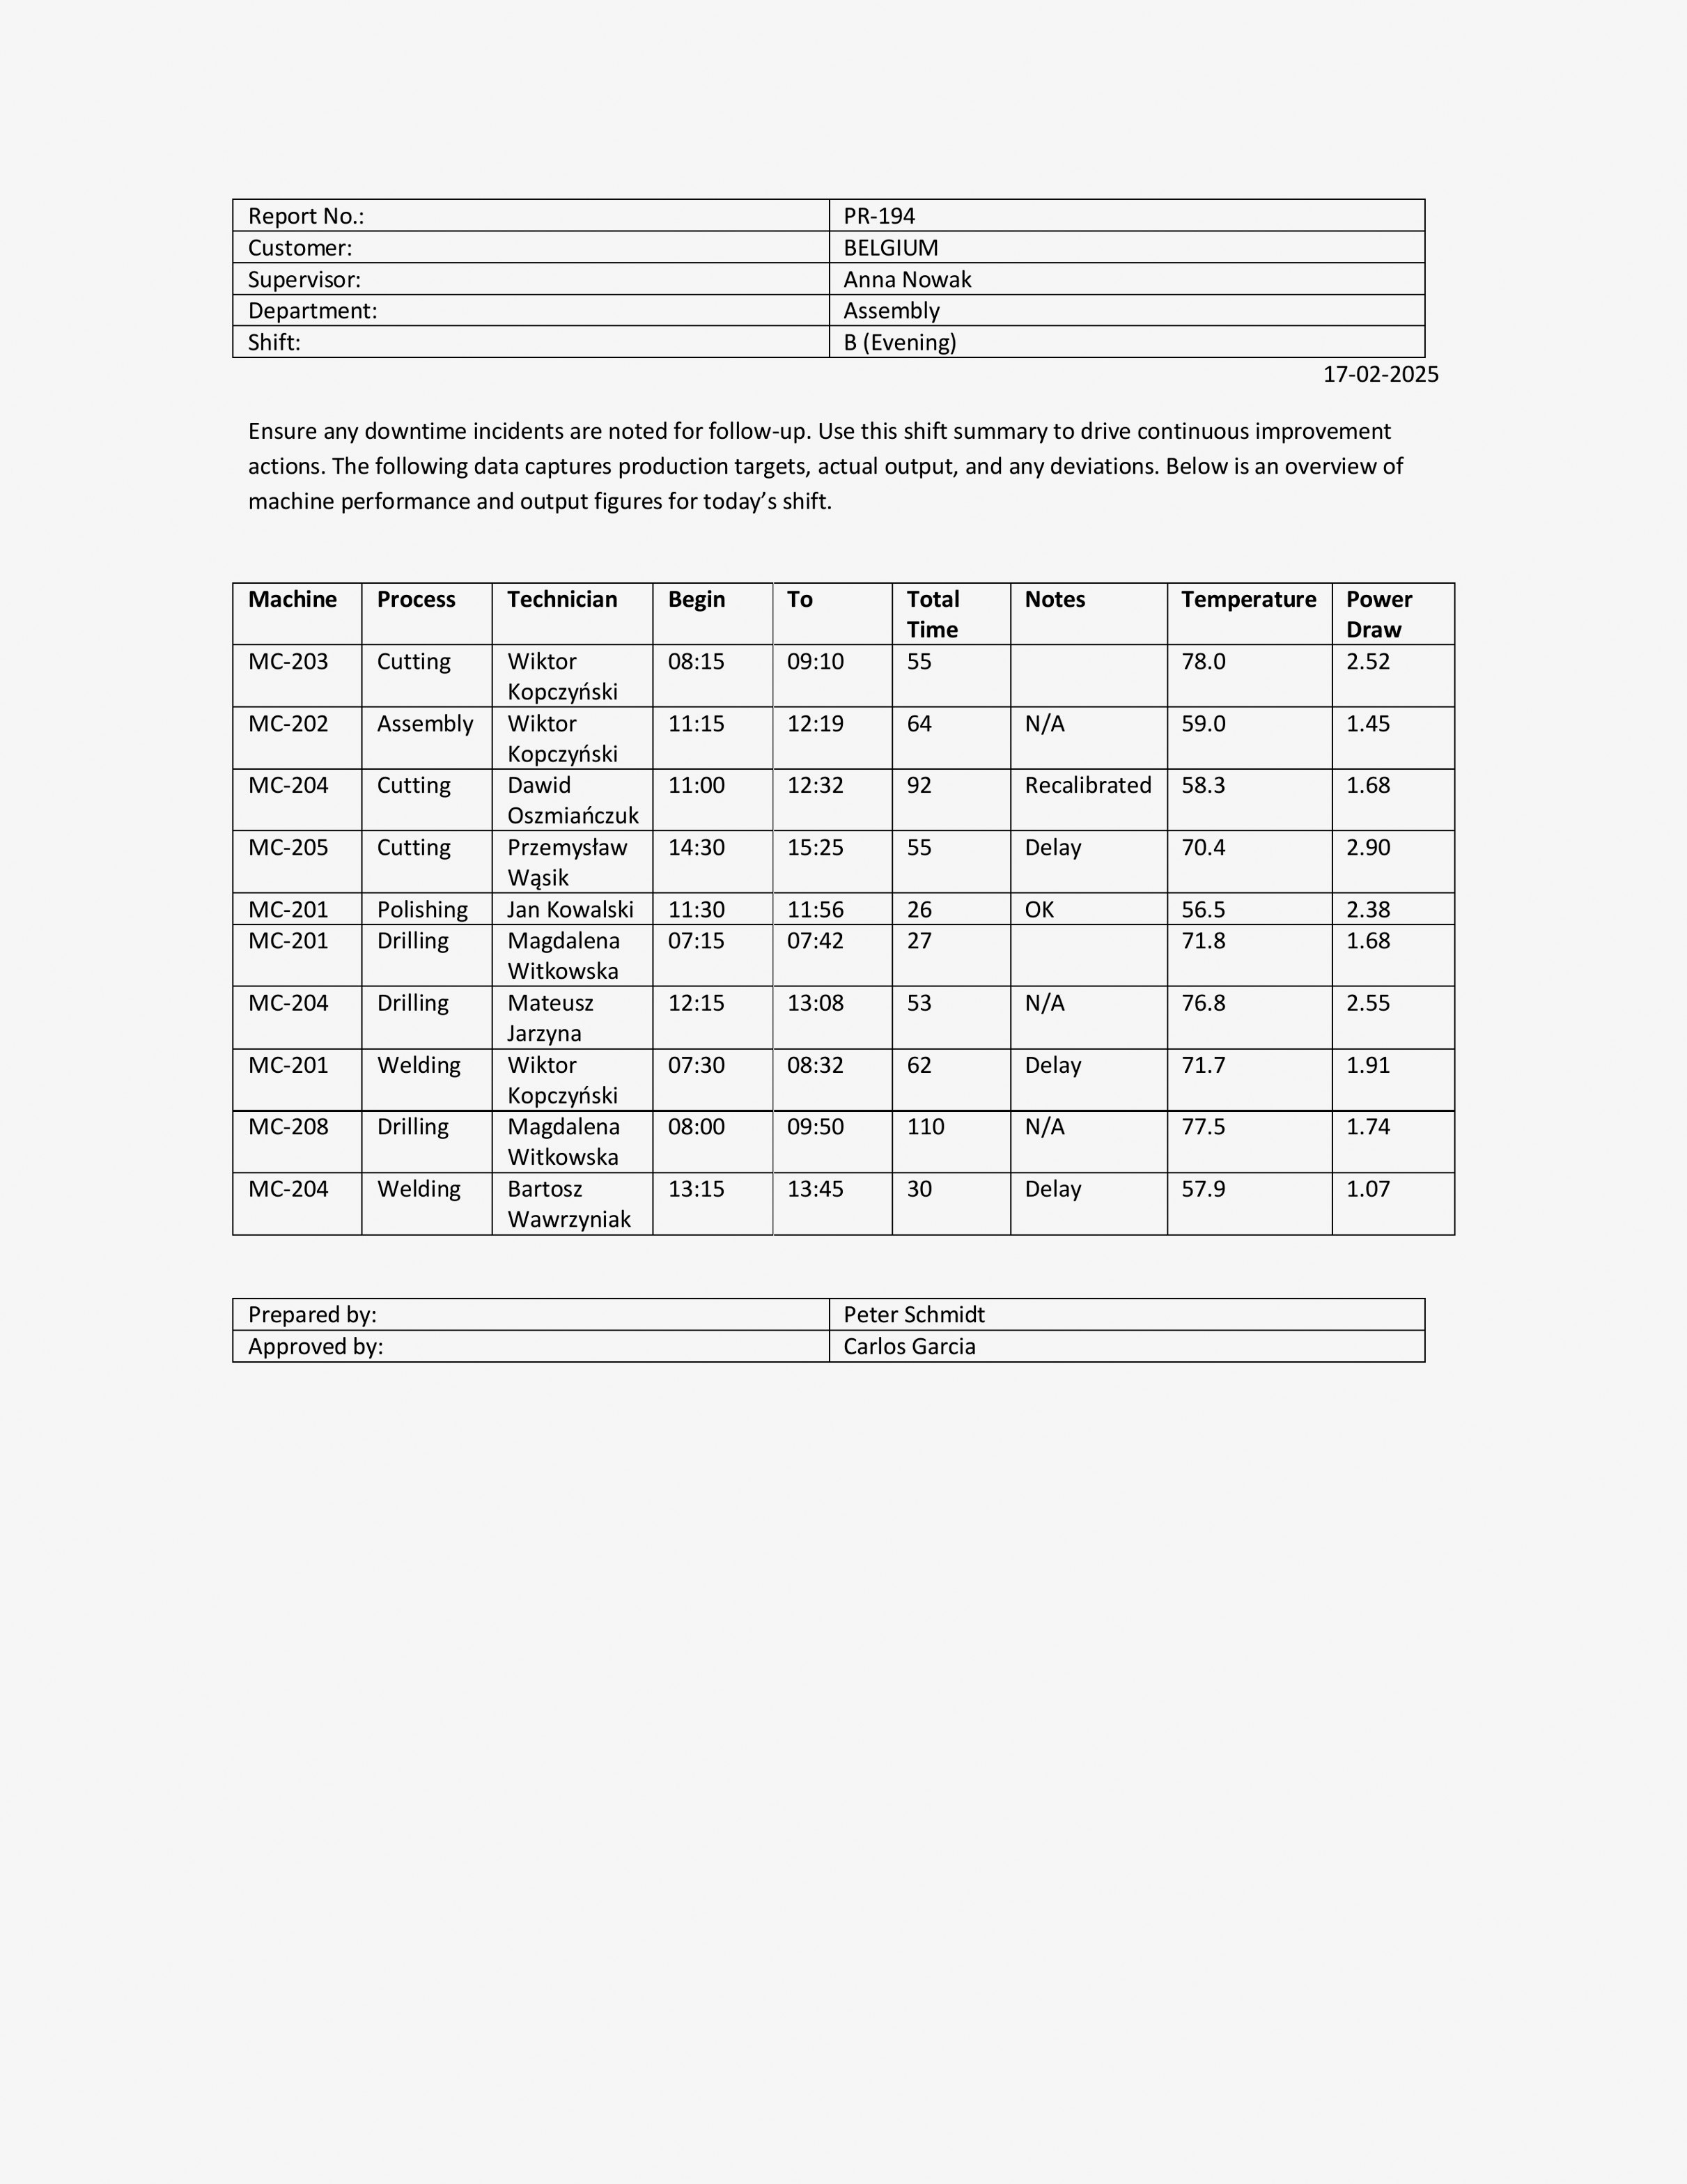 Report No.: PR-194
Customer: BELGIUM
Supervisor: Anna Nowak
Department: Assembly
Shift: B (Evening)
17-02-2025
Ensure any downtime incidents are noted for follow-up. Use this shift summary to drive continuous improvement
actions. The following data captures production targets, actual output, and any deviations. Below is an overview of
machine performance and output figures for today’s shift.
Machine Process Technician Begin To Total Time Notes Temperature Power Draw
MC-203 Cutting Wiktor Kopczyński 08:15 09:10 55 78.0 2.52
MC-202 Assembly Wiktor Kopczyński 11:15 12:19 64 N/A 59.0 1.45
MC-204 Cutting Dawid Oszmiańczuk 11:00 12:32 92 Recalibrated 58.3 1.68
MC-205 Cutting Przemysław Wąsik 14:30 15:25 55 Delay 70.4 2.90
MC-201 Polishing Jan Kowalski 11:30 11:56 26 OK 56.5 2.38
MC-201 Drilling Magdalena Witkowska 07:15 07:42 27 71.8 1.68
MC-204 Drilling Mateusz Jarzyna 12:15 13:08 53 N/A 76.8 2.55
MC-201 Welding Wiktor Kopczyński 07:30 08:32 62 Delay 71.7 1.91
MC-208 Drilling Magdalena Witkowska 08:00 09:50 110 N/A 77.5 1.74
MC-204 Welding Bartosz Wawrzyniak 13:15 13:45 30 Delay 57.9 1.07
Prepared by: Peter Schmidt
Approved by: Carlos Garcia